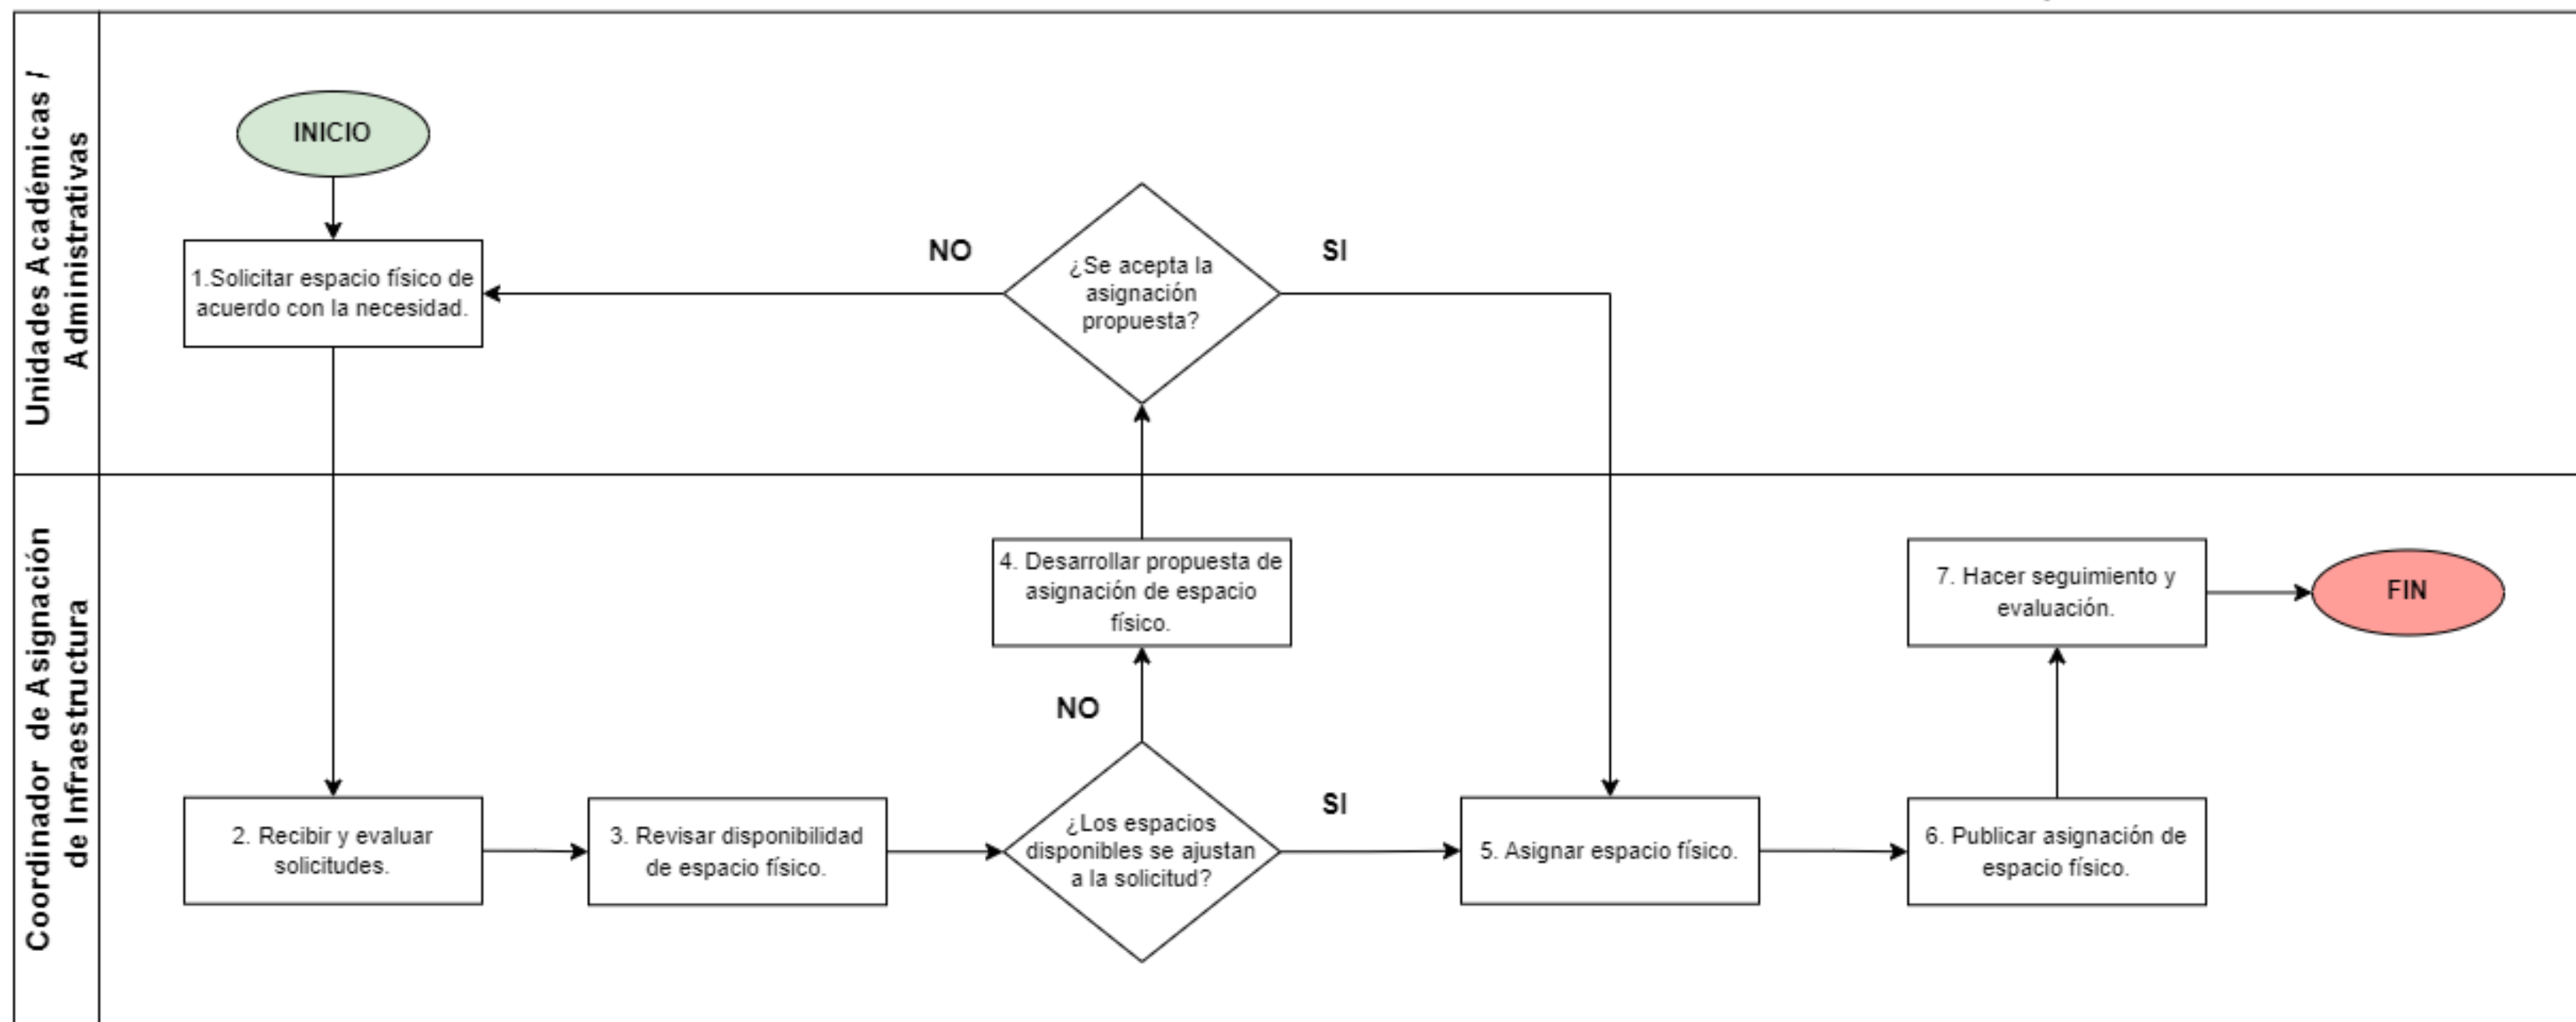 Unidades Académicas /
Administrativas
INICIO
1.Solicitar espacio físico de
acuerdo con la necesidad.
NO
¿Se acepta la
asignación
propuesta?
SI
Coordinador de Asignación
de Infraestructura
4. Desarrollar propuesta de
asignación de espacio
físico.
NO
7. Hacer seguimiento y
evaluación.
FIN
2. Recibir y evaluar
solicitudes.
3. Revisar disponibilidad
de espacio físico.
¿Los espacios
disponibles se ajustan
a la solicitud?
SI
5. Asignar espacio físico.
6. Publicar asignación de
espacio físico.